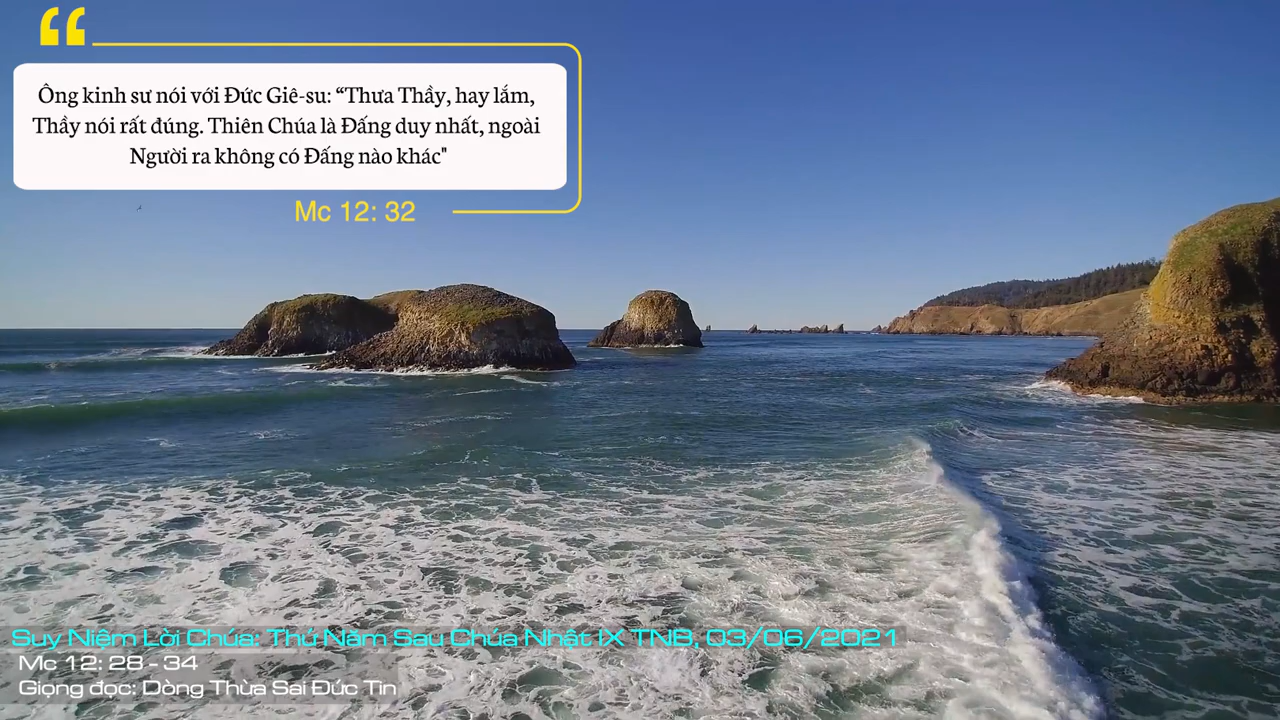 Ông kinh sư nói với Đức Giê-su: “Thưa Thầy, hay lắm,
Thầy nói rất đúng. Thiên Chúa là Đấng duy nhất, ngoài
Người ra không có Đấng nào khác"
Mc 12: 32
Suy Niệm Lời Chúa: Thứ Năm Sau Chúa Nhật IX TNB, 03/06/2021
Mc 12: 28 - 34
Giọng đọc: Dòng Thừa Sai Đức Tin